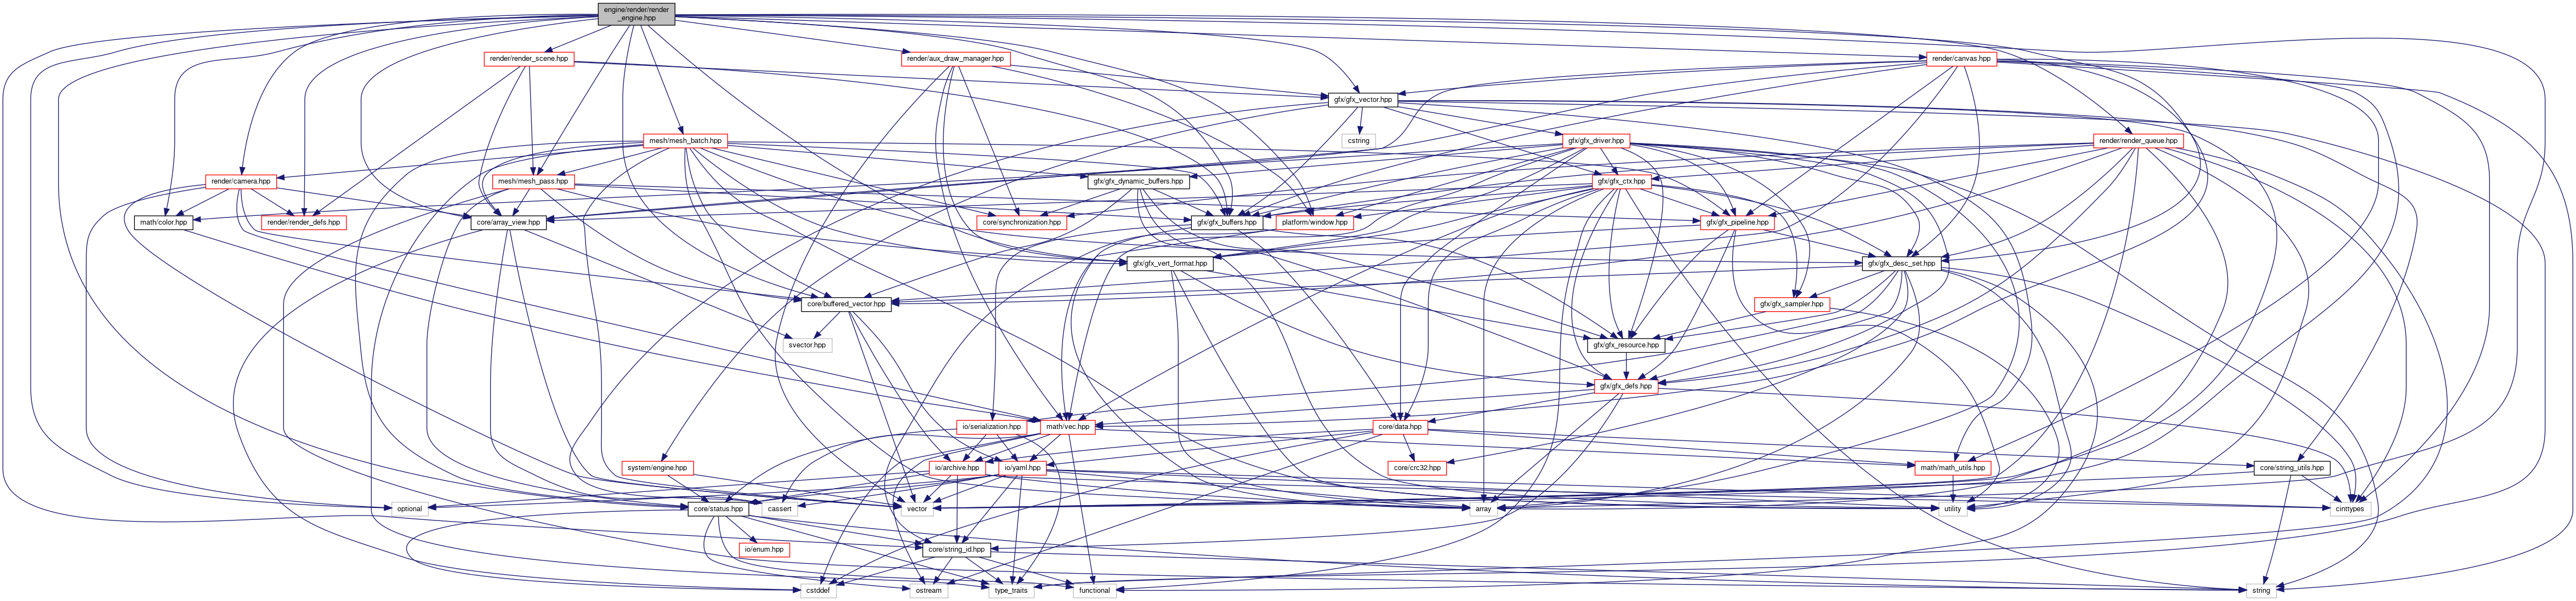 engine/render/render
_engine.hpp
render/render_scene.hpp
render/aux_draw_manager.hpp
render/canvas.hpp
gfx/gfx_vector.hpp
mesh/mesh_batch.hpp
cstring
gfx/gfx_driver.hpp
render/render_queue.hpp
render/camera.hpp
mesh/mesh_pass.hpp
gfx/gfx_dynamic_buffers.hpp
gfx/gfx_ctx.hpp
math/color.hpp
render/render_defs.hpp
core/array_view.hpp
core/synchronization.hpp
gfx/gfx_buffers.hpp
platform/window.hpp
gfx/gfx_pipeline.hpp
gfx/gfx_vert_format.hpp
gfx/gfx_desc_set.hpp
core/buffered_vector.hpp
gfx/gfx_sampler.hpp
svector.hpp
gfx/gfx_resource.hpp
gfx/gfx_defs.hpp
io/serialization.hpp
math/vec.hpp
core/data.hpp
system/engine.hpp
io/archive.hpp
io/yaml.hpp
core/crc32.hpp
math/math_utils.hpp
core/string_utils.hpp
optional
core/status.hpp
cassert
vector
array
utility
cinttypes
io/enum.hpp
core/string_id.hpp
cstddef
ostream
type_traits
functional
string